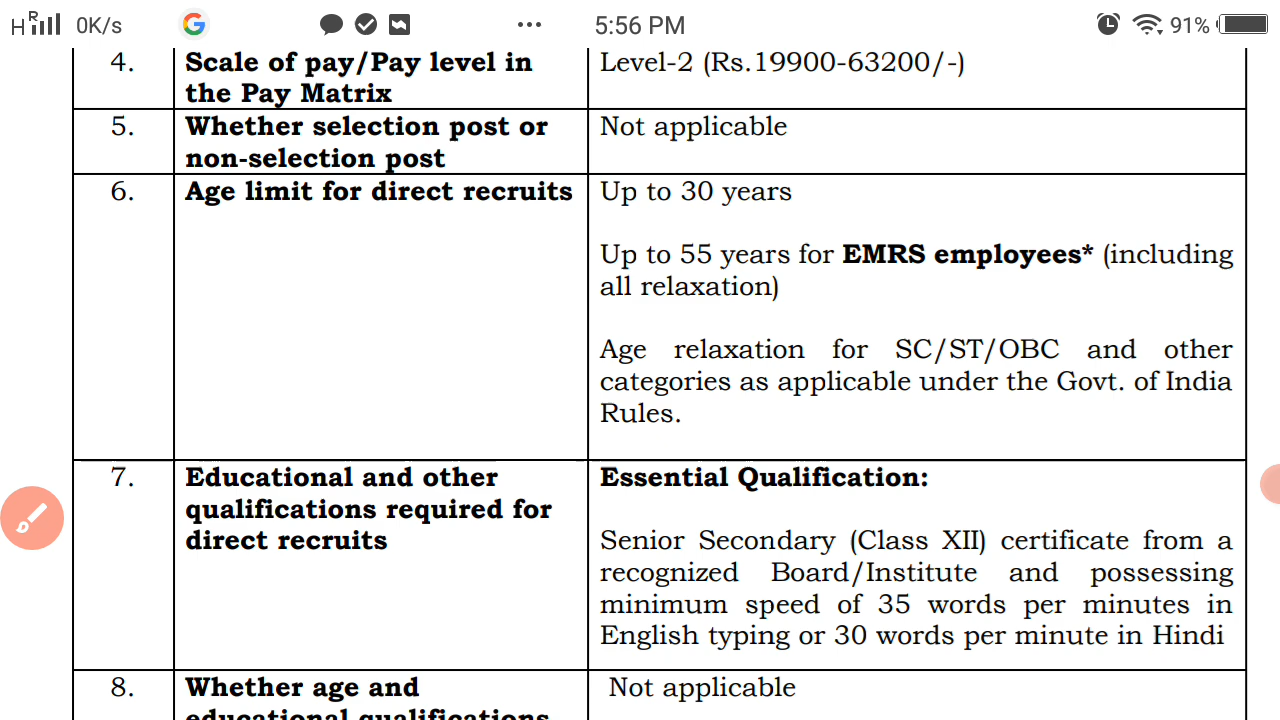 HR 0K/s G ... 5:56 PM 91%
4. Scale of pay/Pay level in Level-2 (Rs.19900-63200/-)
the Pay Matrix
5. Whether selection post or Not applicable
non-selection post
6. Age limit for direct recruits Up to 30 years
Up to 55 years for EMRS employees* (including
all relaxation)
Age relaxation for SC/ST/OBC and other
categories as applicable under the Govt. of India
Rules.
7. Educational and other Essential Qualification:
qualifications required for
direct recruits Senior Secondary (Class XII) certificate from a
recognized Board/Institute and possessing
minimum speed of 35 words per minutes in
English typing or 30 words per minute in Hindi
8. Whether age and Not applicable
educational qualifications